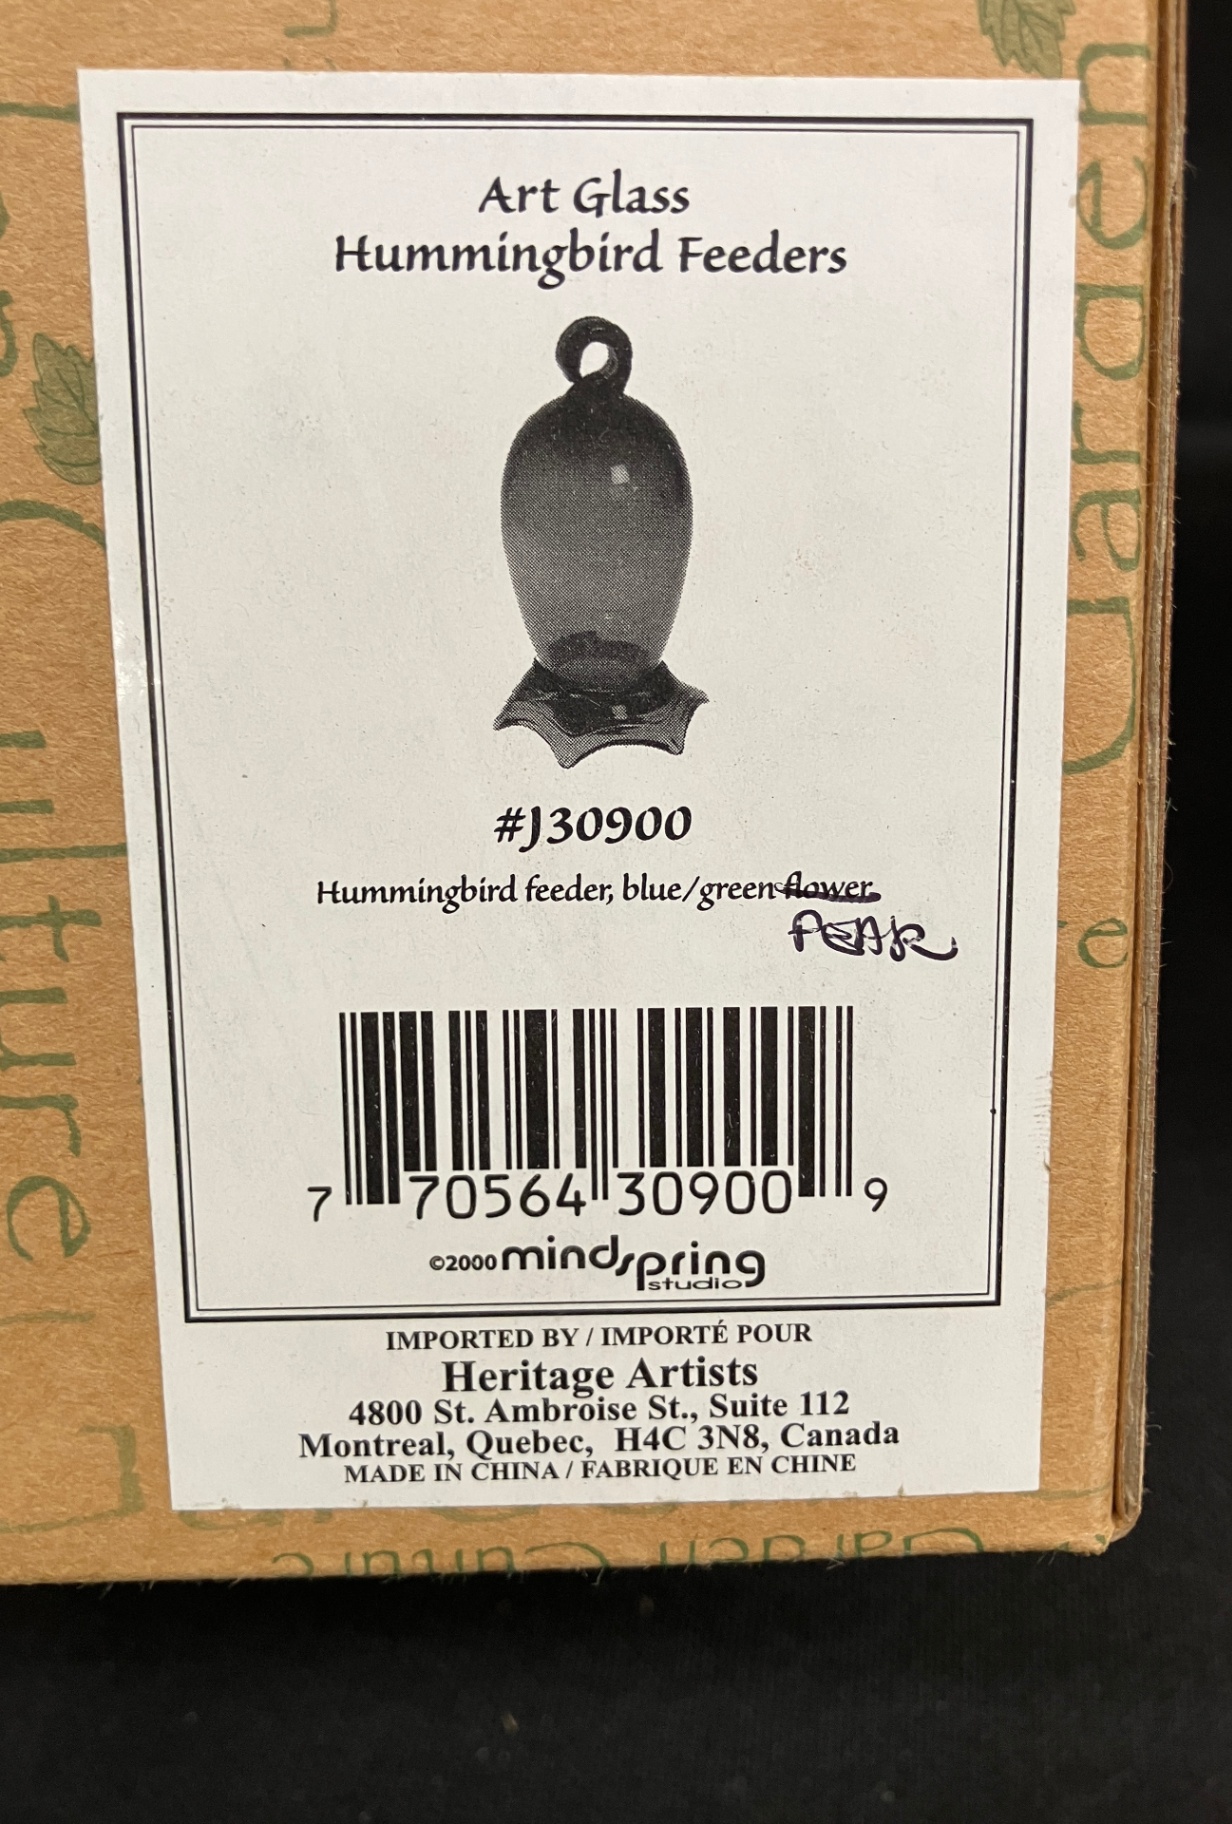 Art Glass
Hummingbird Feeders
#J30900
Hummingbird feeder, blue/green flower
PEAR
7 70564 30900 9
©2000 mindspring
studio
IMPORTED BY / IMPORTÉ POUR
Heritage Artists
4800 St. Ambroise St., Suite 112
Montreal, Quebec, H4C 3N8, Canada
MADE IN CHINA / FABRIQUE EN CHINE
Garden
ulture